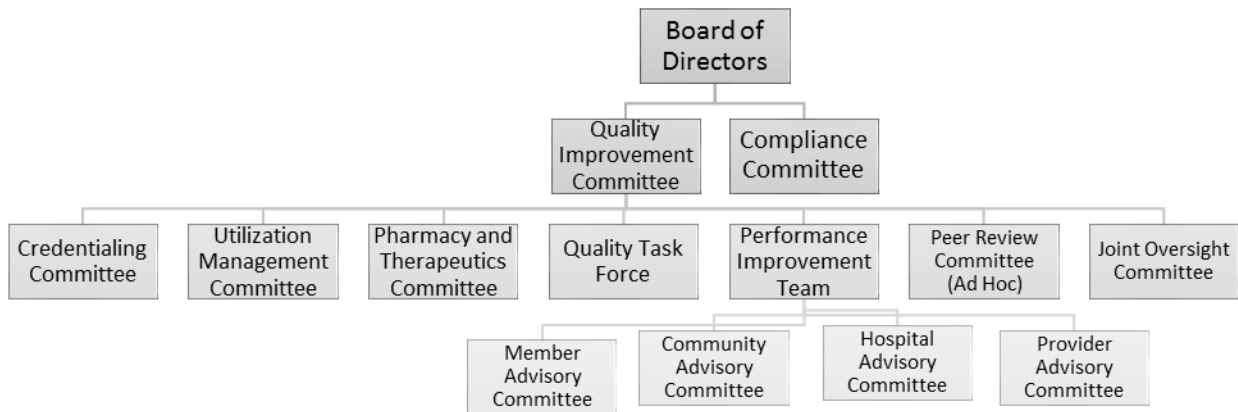 Board of
Directors
Quality
Improvement
Committee
Compliance
Committee
Credentialing
Committee
Utilization
Management
Committee
Pharmacy and
Therapeutics
Committee
Quality Task
Force
Performance
Improvement
Team
Peer Review
Committee
(Ad Hoc)
Joint Oversight
Committee
Member
Advisory
Committee
Community
Advisory
Committee
Hospital
Advisory
Committee
Provider
Advisory
Committee